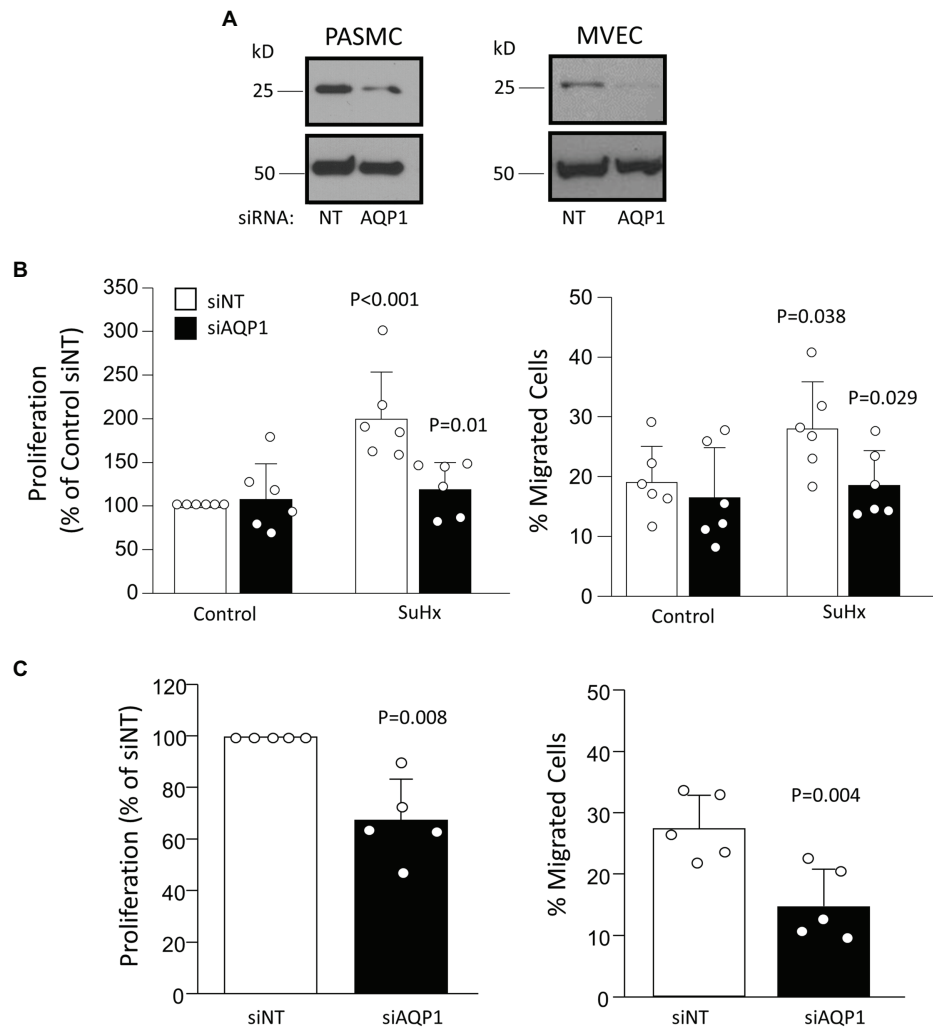 A
PASMC
MVEC
kD
kD
25
25
50
50
siRNA: NT AQP1
NT AQP1
B
Proliferation
(% of Control siNT)
350
300
250
200
150
100
50
0
siNT
siAQP1
P<0.001
P=0.01
Control
SuHx
% Migrated Cells
50
40
30
20
10
0
P=0.038
P=0.029
Control
SuHx
C
Proliferation (% of siNT)
120
100
80
60
40
20
0
P=0.008
siNT
siAQP1
% Migrated Cells
50
40
30
20
10
0
P=0.004
siNT
siAQP1